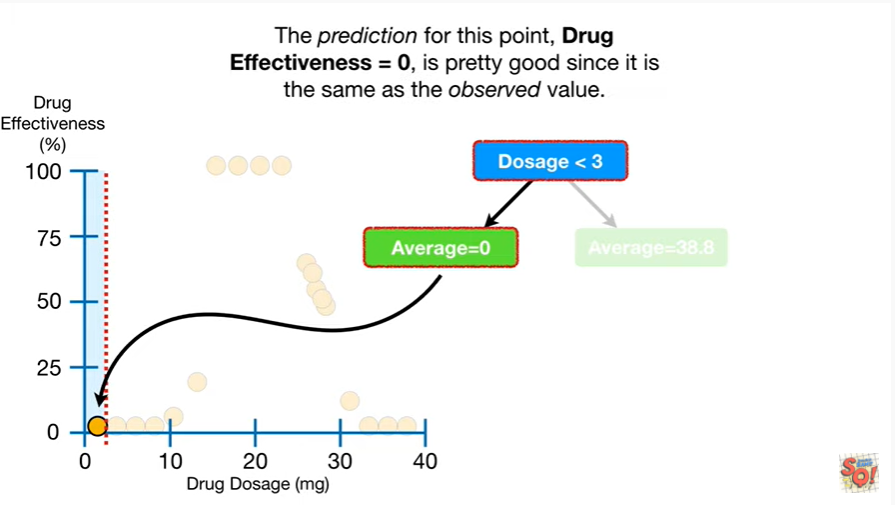 The prediction for this point, Drug
Effectiveness = 0, is pretty good since it is
the same as the observed value.
Drug
Effectiveness
(%)
100
75
50
25
0
Dosage < 3
Average=0
Average=38.8
0
10
20
30
40
Drug Dosage (mg)
SQ!